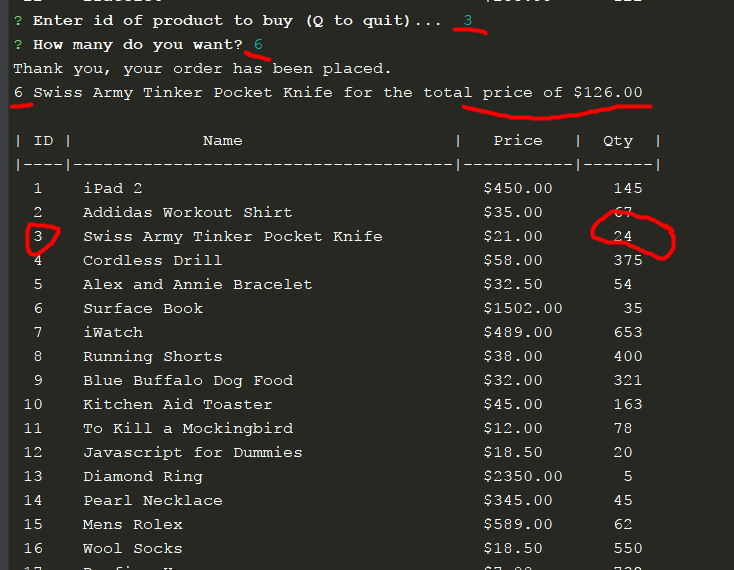 ? Enter id of product to buy (Q to quit)... 3
? How many do you want? 6
Thank you, your order has been placed.
6 Swiss Army Tinker Pocket Knife for the total price of $126.00
| ID | Name | Price | Qty |
|----|--------------------------------------|-----------|-------|
1 iPad 2 $450.00 145
2 Addidas Workout Shirt $35.00 67
3 Swiss Army Tinker Pocket Knife $21.00 24
4 Cordless Drill $58.00 375
5 Alex and Annie Bracelet $32.50 54
6 Surface Book $1502.00 35
7 iWatch $489.00 653
8 Running Shorts $38.00 400
9 Blue Buffalo Dog Food $32.00 321
10 Kitchen Aid Toaster $45.00 163
11 To Kill a Mockingbird $12.00 78
12 Javascript for Dummies $18.50 20
13 Diamond Ring $2350.00 5
14 Pearl Necklace $345.00 45
15 Mens Rolex $589.00 62
16 Wool Socks $18.50 550